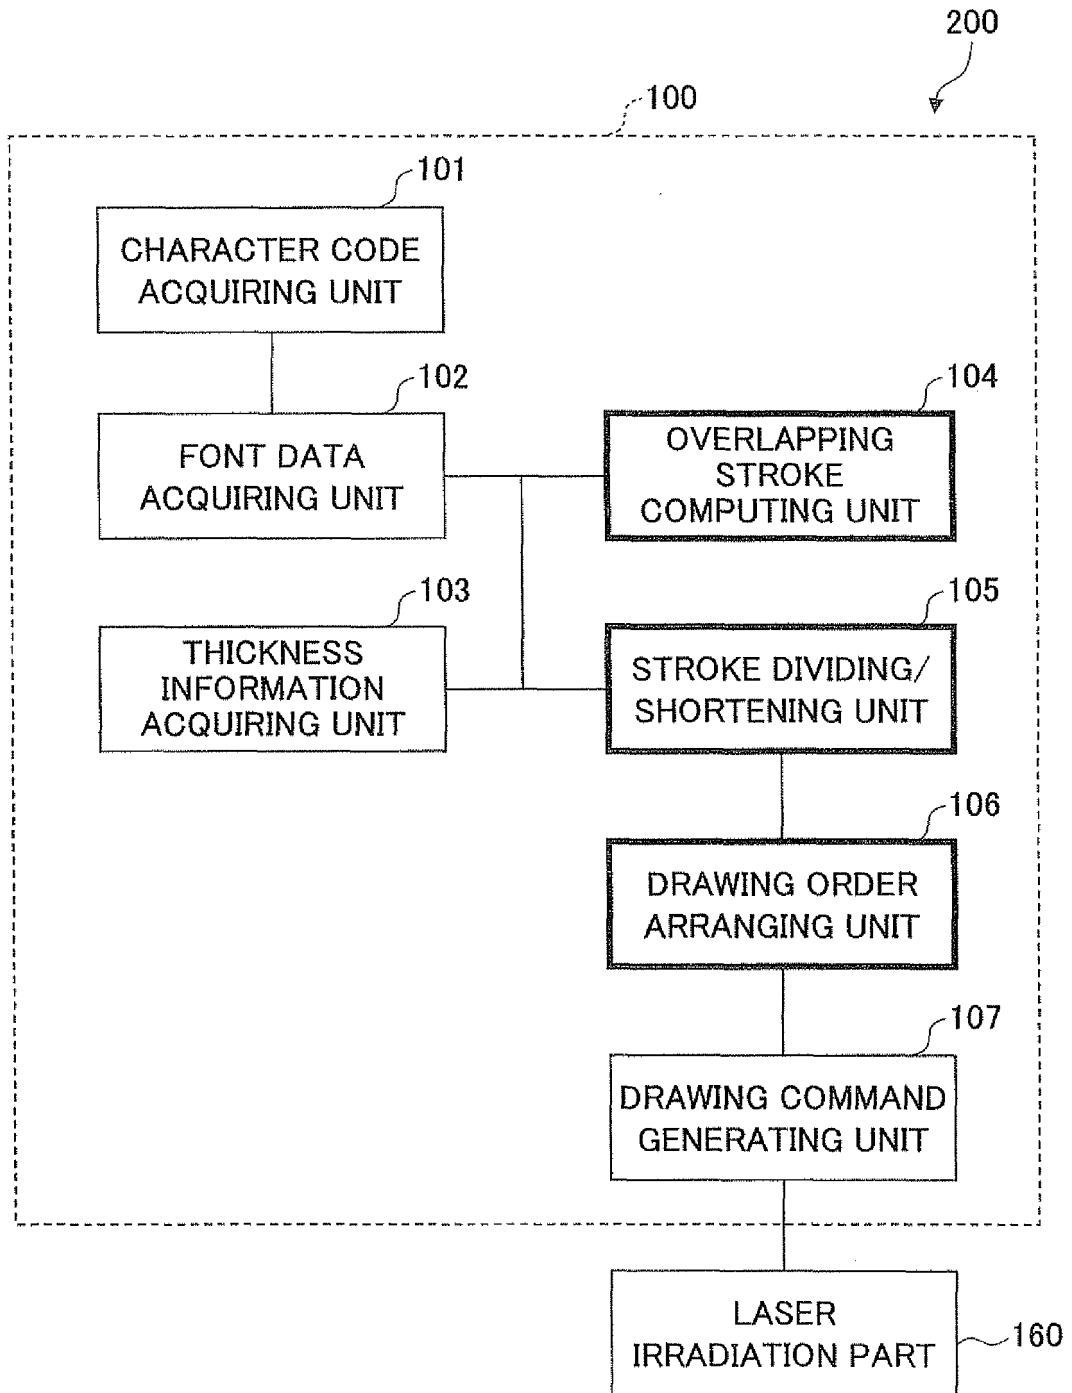 200
100
101
CHARACTER CODE
ACQUIRING UNIT
102
FONT DATA
ACQUIRING UNIT
104
OVERLAPPING
STROKE
COMPUTING UNIT
103
THICKNESS
INFORMATION
ACQUIRING UNIT
105
STROKE DIVIDING/
SHORTENING UNIT
106
DRAWING ORDER
ARRANGING UNIT
107
DRAWING COMMAND
GENERATING UNIT
LASER
IRRADIATION PART
160